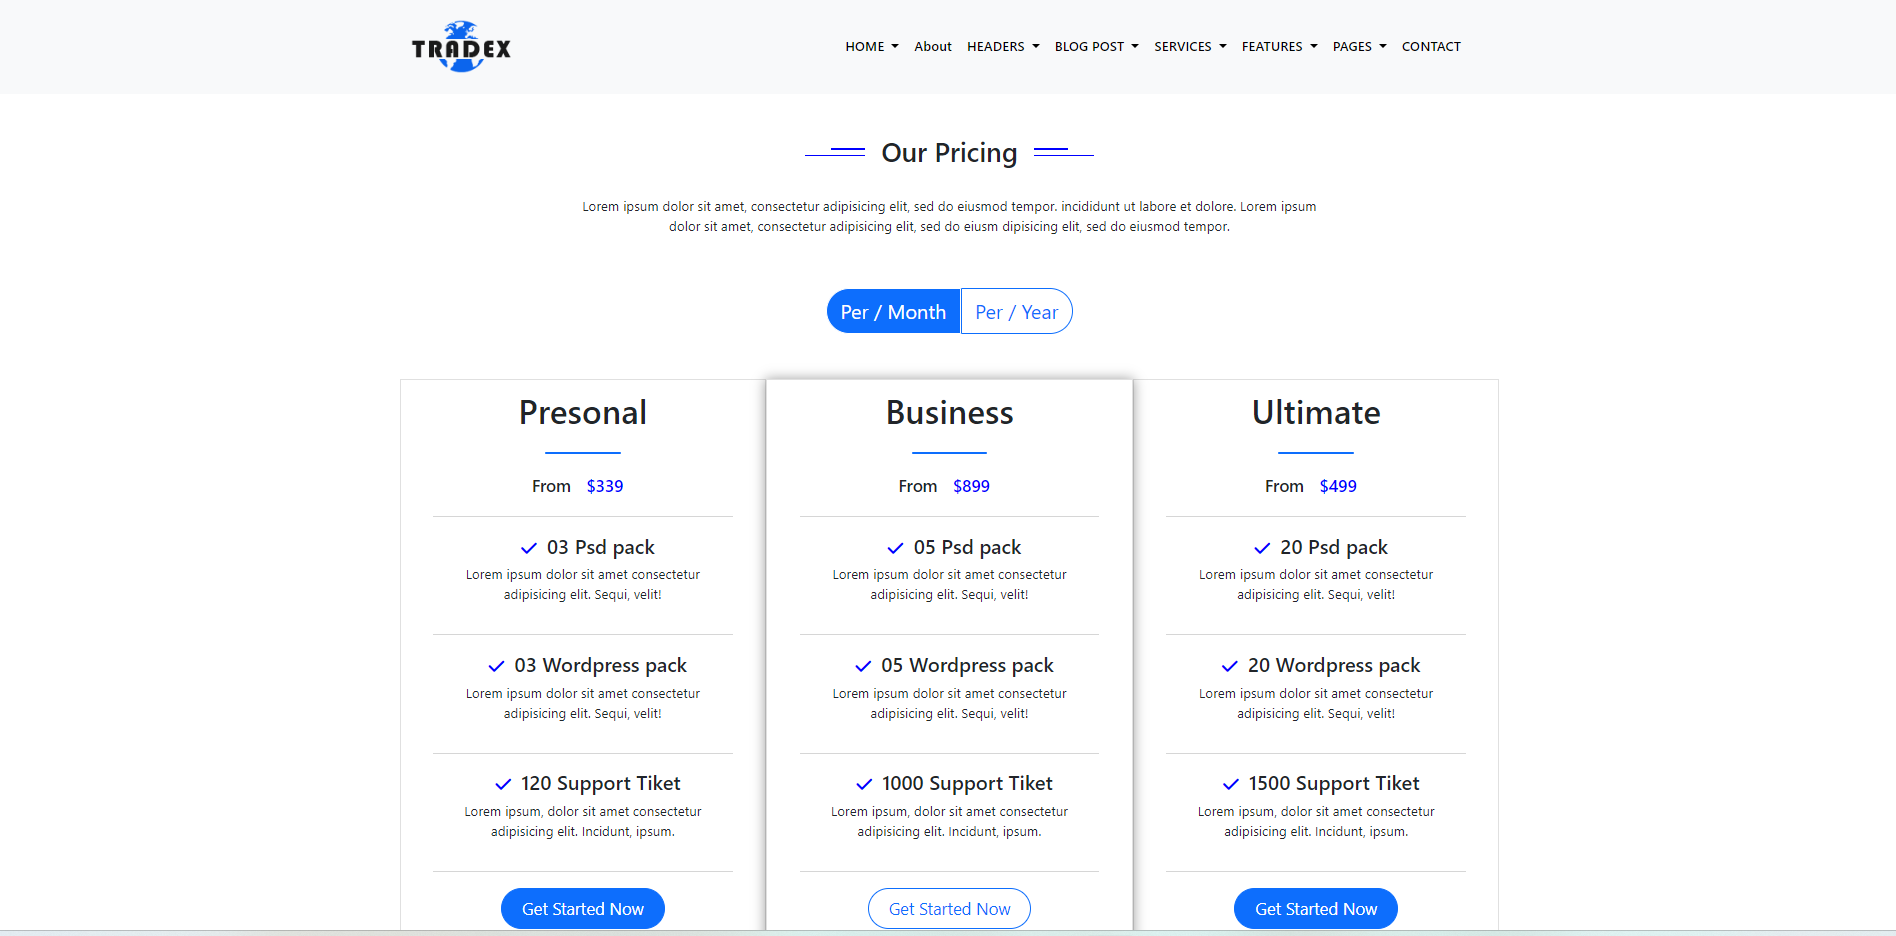 TRADEX
HOME About HEADERS BLOG POST SERVICES FEATURES PAGES CONTACT
Our Pricing
Lorem ipsum dolor sit amet, consectetur adipisicing elit, sed do eiusmod tempor. incididunt ut labore et dolore. Lorem ipsum
dolor sit amet, consectetur adipisicing elit, sed do eiusm dipisicing elit, sed do eiusmod tempor.
Per / Month Per / Year
Presonal
From $339
03 Psd pack
Lorem ipsum dolor sit amet consectetur
adipisicing elit. Sequi, velit!
03 Wordpress pack
Lorem ipsum dolor sit amet consectetur
adipisicing elit. Sequi, velit!
120 Support Tiket
Lorem ipsum, dolor sit amet consectetur
adipisicing elit. Incidunt, ipsum.
Get Started Now
Business
From $899
05 Psd pack
Lorem ipsum dolor sit amet consectetur
adipisicing elit. Sequi, velit!
05 Wordpress pack
Lorem ipsum dolor sit amet consectetur
adipisicing elit. Sequi, velit!
1000 Support Tiket
Lorem ipsum, dolor sit amet consectetur
adipisicing elit. Incidunt, ipsum.
Get Started Now
Ultimate
From $499
20 Psd pack
Lorem ipsum dolor sit amet consectetur
adipisicing elit. Sequi, velit!
20 Wordpress pack
Lorem ipsum dolor sit amet consectetur
adipisicing elit. Sequi, velit!
1500 Support Tiket
Lorem ipsum, dolor sit amet consectetur
adipisicing elit. Incidunt, ipsum.
Get Started Now